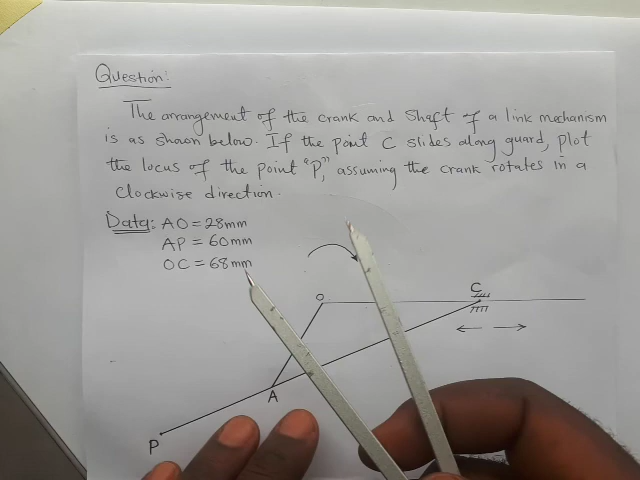 Question:
The arrangement of the crank and shaft of a link mechanism
is as shown below. If the point C slides along guard, plot
the locus of the point "P", assuming the crank rotates in a
clockwise direction.
Data: AO = 28mm
AP = 60mm
OC = 68mm
C
O
A
P